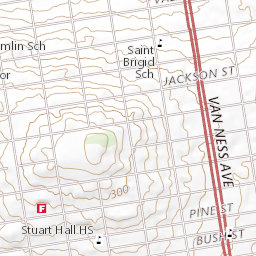 mlin Sch
Saint
Brigid
Sch
or
JACKSON ST
VAN NESS AVE
300
PINE ST
F
Stuart Hall HS
BUSH ST